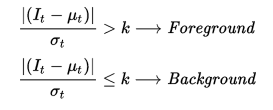 |(I_t − μ_t)| / σ_t > k ⟶ Foreground
|(I_t − μ_t)| / σ_t ≤ k ⟶ Background